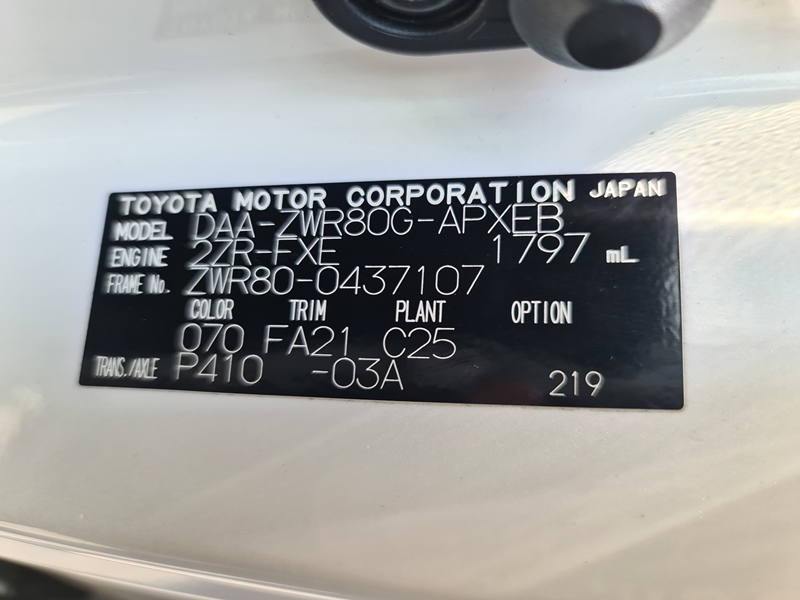 TOYOTA MOTOR CORPORATION JAPAN
MODEL DAA-ZWR80G-APXEB
ENGINE 2ZR-FXE 1797 mL
FRAME No. ZWR80-0437107
COLOR TRIM PLANT OPTION
070 FA21 C25
TRANS./AXLE P410 -03A 219